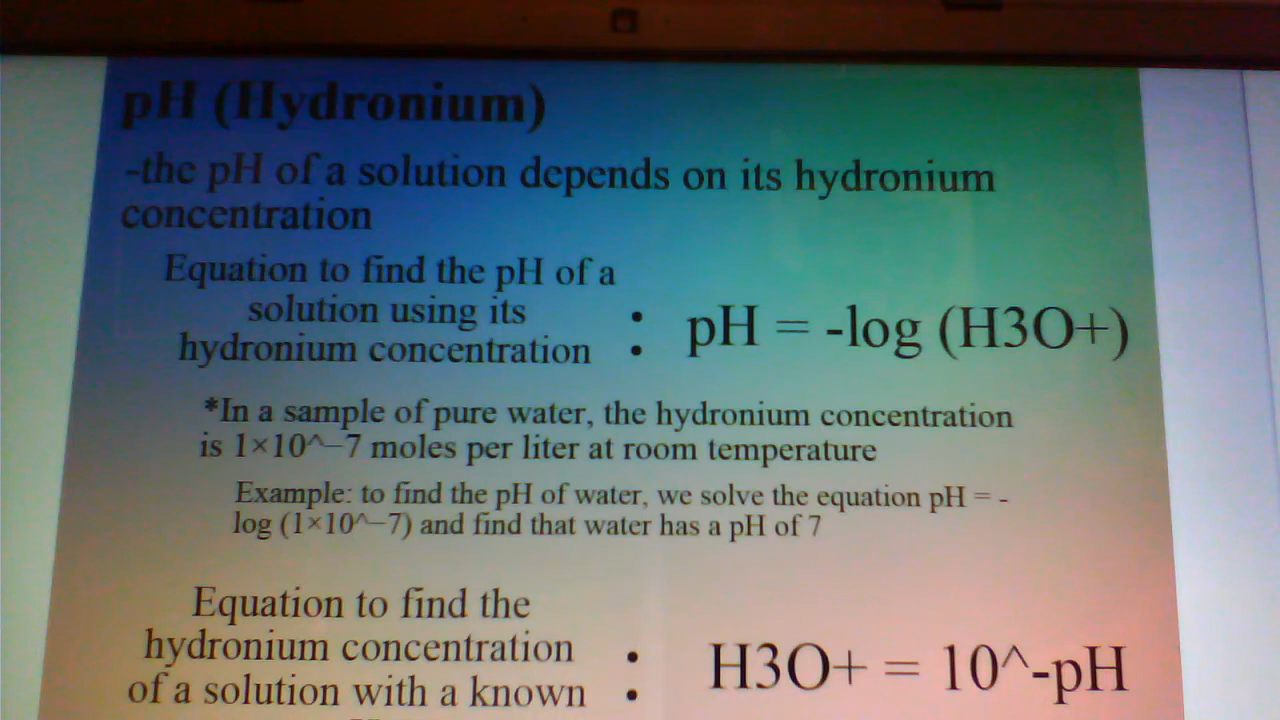 pH (Hydronium)
-the pH of a solution depends on its hydronium
concentration
Equation to find the pH of a
solution using its
hydronium concentration : pH = -log (H3O+)
*In a sample of pure water, the hydronium concentration
is 1×10^−7 moles per liter at room temperature
Example: to find the pH of water, we solve the equation pH = -
log (1×10^−7) and find that water has a pH of 7
Equation to find the
hydronium concentration
of a solution with a known : H3O+ = 10^-pH